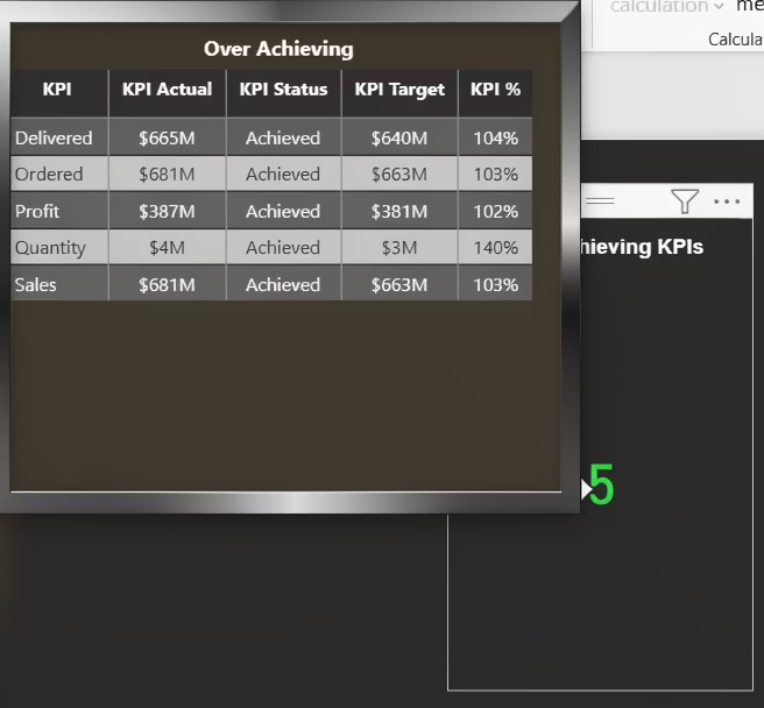 calculation
Calcula
Over Achieving
KPI KPI Actual KPI Status KPI Target KPI %
Delivered $665M Achieved $640M 104%
Ordered $681M Achieved $663M 103%
Profit $387M Achieved $381M 102%
Quantity $4M Achieved $3M 140%
Sales $681M Achieved $663M 103%
hieving KPIs
5